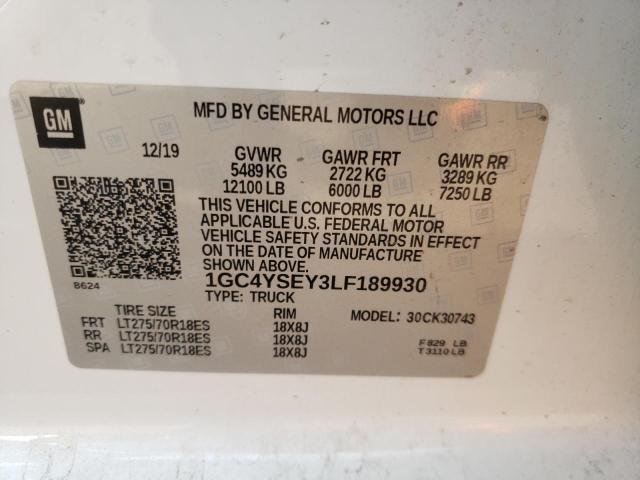 GM
MFD BY GENERAL MOTORS LLC
12/19 GVWR GAWR FRT GAWR RR
5489 KG 2722 KG 3289 KG
12100 LB 6000 LB 7250 LB
THIS VEHICLE CONFORMS TO ALL
APPLICABLE U.S. FEDERAL MOTOR
VEHICLE SAFETY STANDARDS IN EFFECT
ON THE DATE OF MANUFACTURE
SHOWN ABOVE.
8624
1GC4YSEY3LF189930
TYPE: TRUCK
TIRE SIZE RIM MODEL: 30CK30743
FRT LT275/70R18ES 18X8J
RR LT275/70R18ES 18X8J
SPA LT275/70R18ES 18X8J
F 829 LB
T 3110 LB